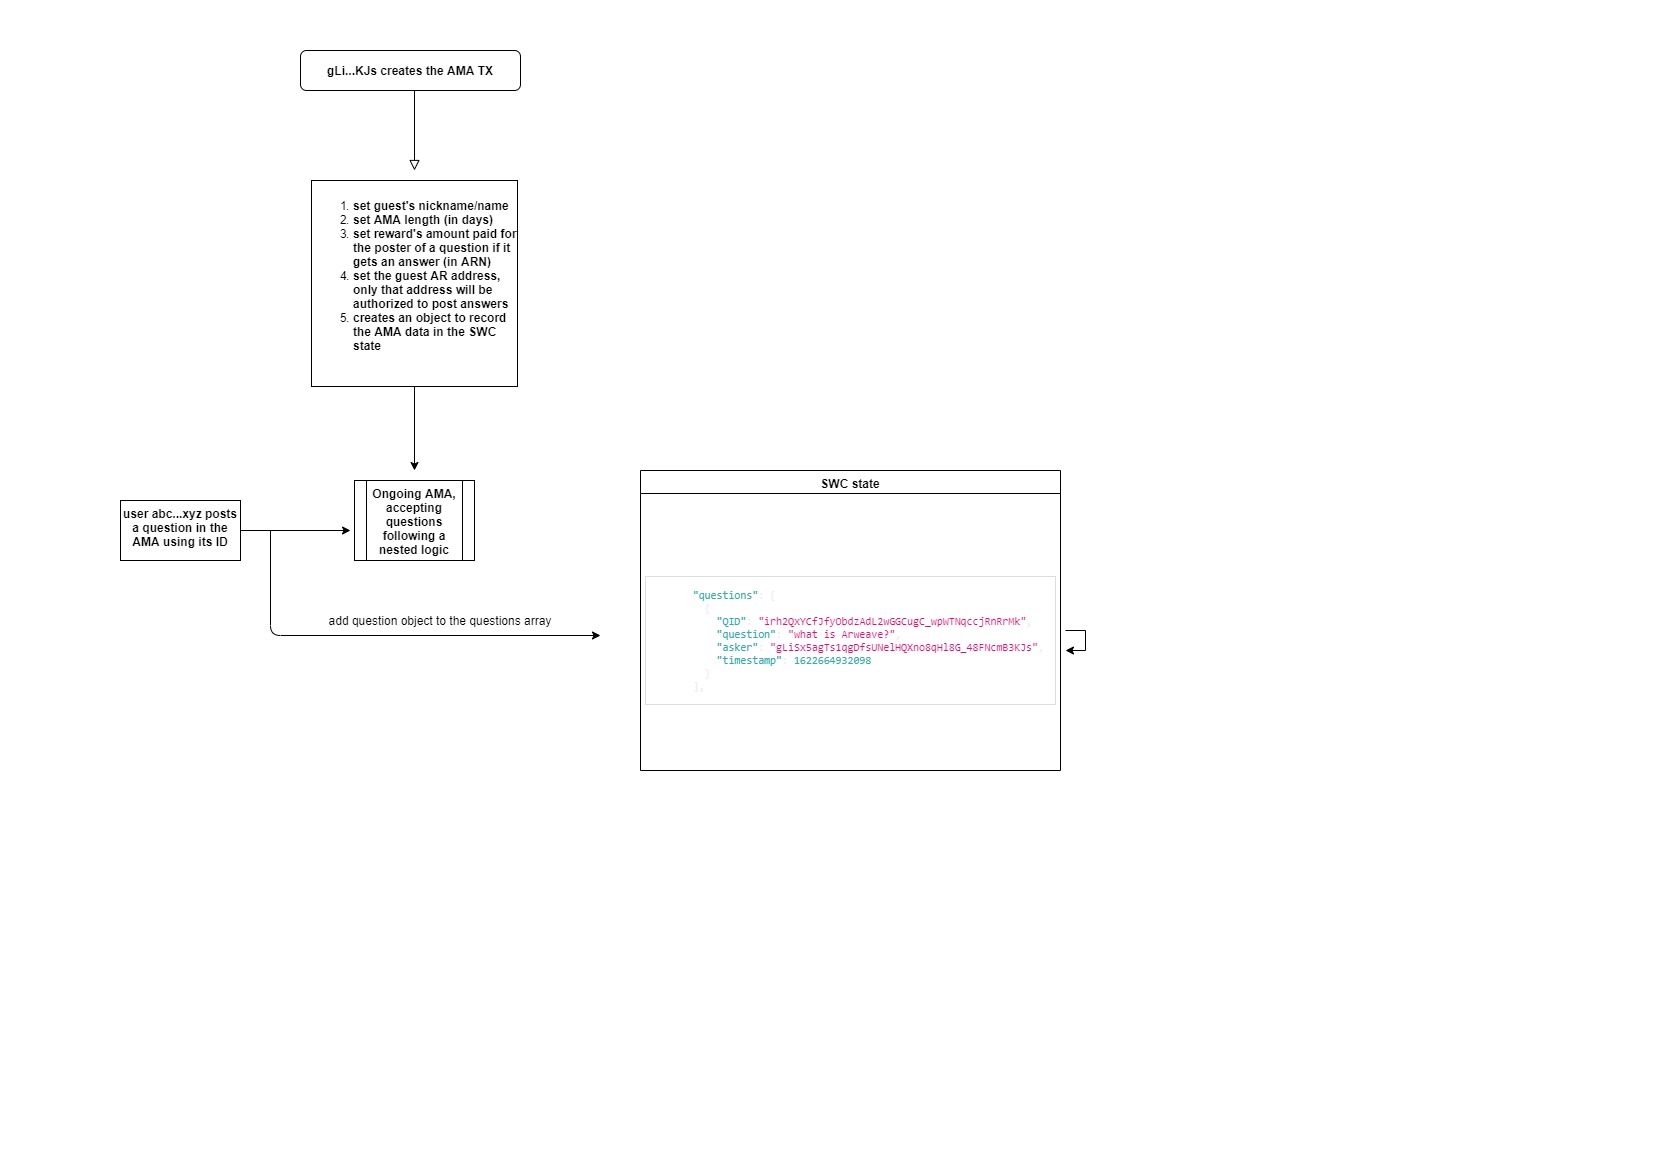 gLi...KJs creates the AMA TX
1. set guest's nickname/name
2. set AMA length (in days)
3. set reward's amount paid for
the poster of a question if it
gets an answer (in ARN)
4. set the guest AR address,
only that address will be
authorized to post answers
5. creates an object to record
the AMA data in the SWC
state
user abc...xyz posts
a question in the
AMA using its ID
Ongoing AMA,
accepting
questions
following a
nested logic
add question object to the questions array
SWC state
"questions": [
{
"QID": "irh2QxYCfJfyObdzAdL2wGGCugC_wpWTNqccjRnRrMk",
"question": "what is Arweave?",
"asker": "gLiSx5agTs1qgDfsUNelHQXno8qHl8G_48FNcmB3KJs",
"timestamp": 1622664932098
}
],